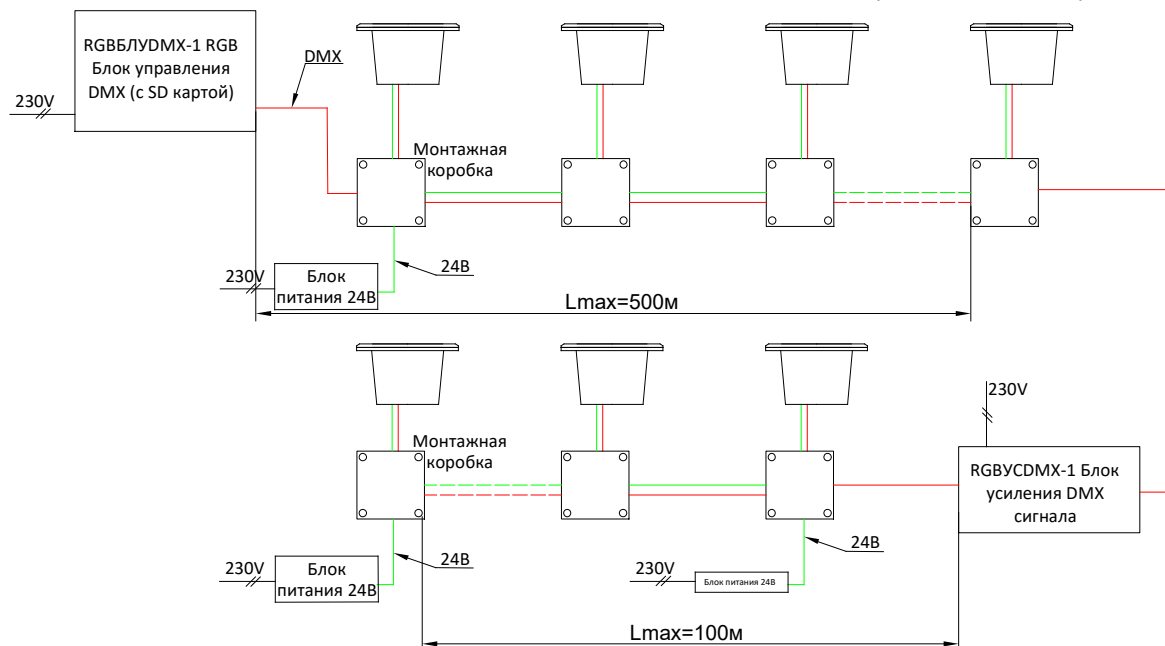 RGBБЛУDMX-1 RGB
Блок управления
DMX (с SD картой)
DMX
230V
Монтажная
коробка
24В
230V
Блок
питания 24В
Lmax=500м
230V
Монтажная
коробка
RGBУСDMX-1 Блок
усиления DMX
сигнала
24В
24В
230V
Блок
питания 24В
230V
Блок питания 24В
Lmax=100м